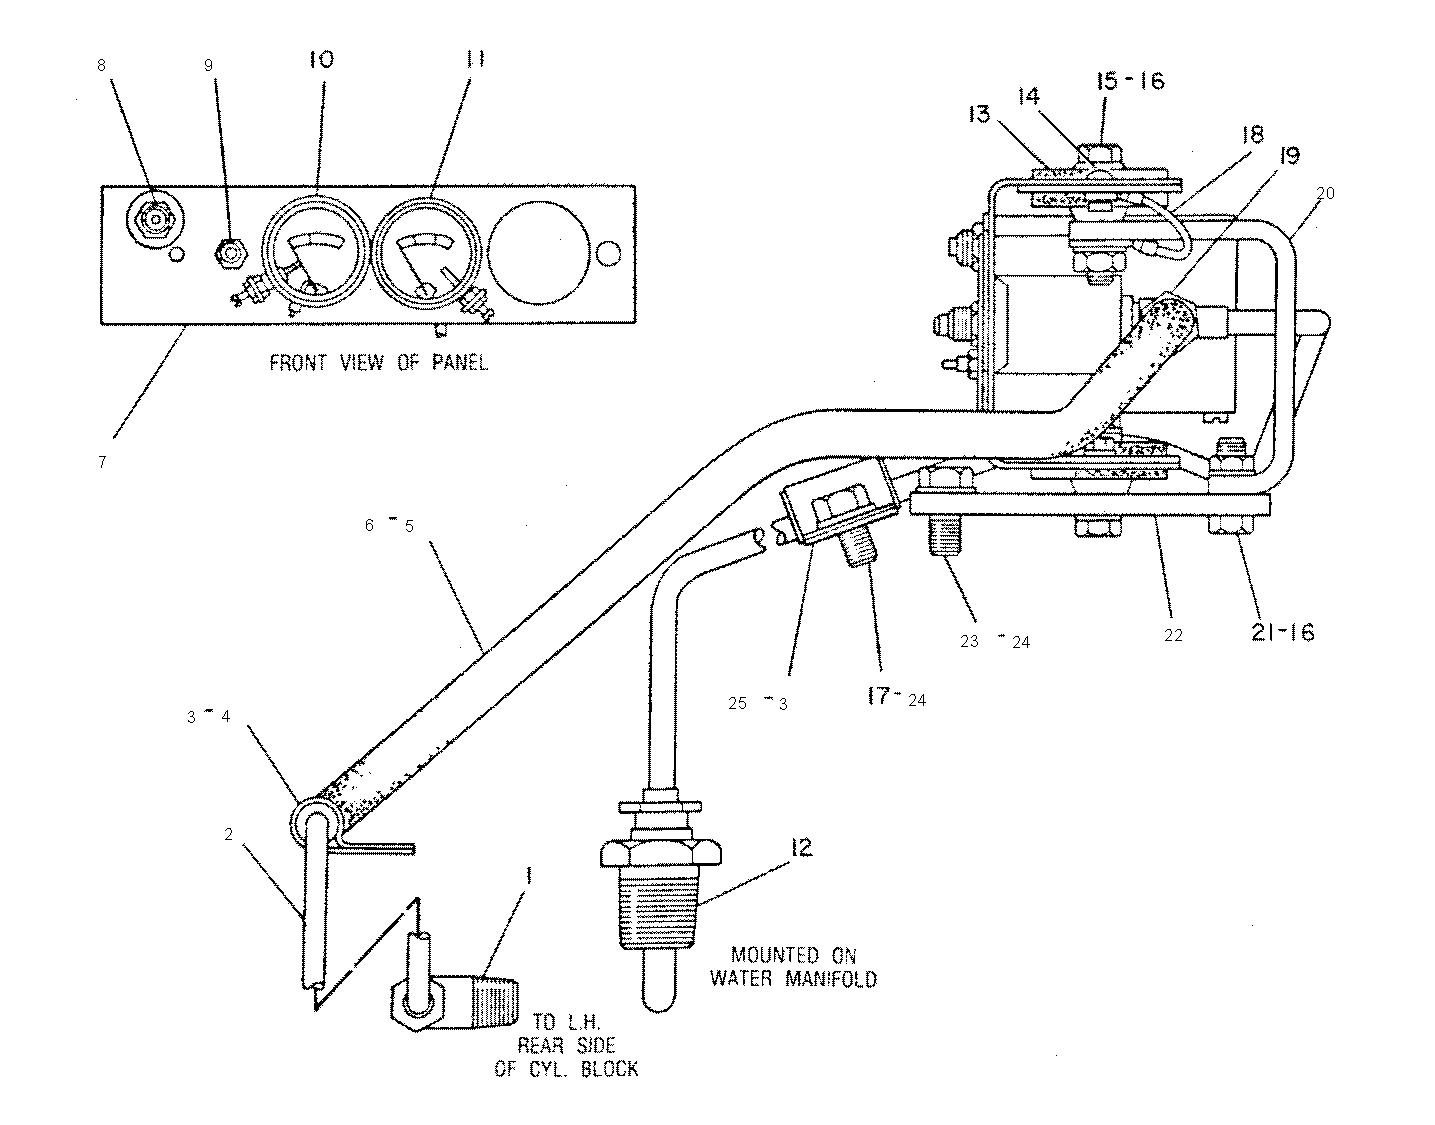 8
9
10
11
15-16
14
13
18
19
20
FRONT VIEW OF PANEL
7
6 - 5
23 - 24
22
21-16
25 - 3
17-24
3 - 4
2
12
1
MOUNTED ON
WATER MANIFOLD
TO L.H.
REAR SIDE
OF CYL. BLOCK